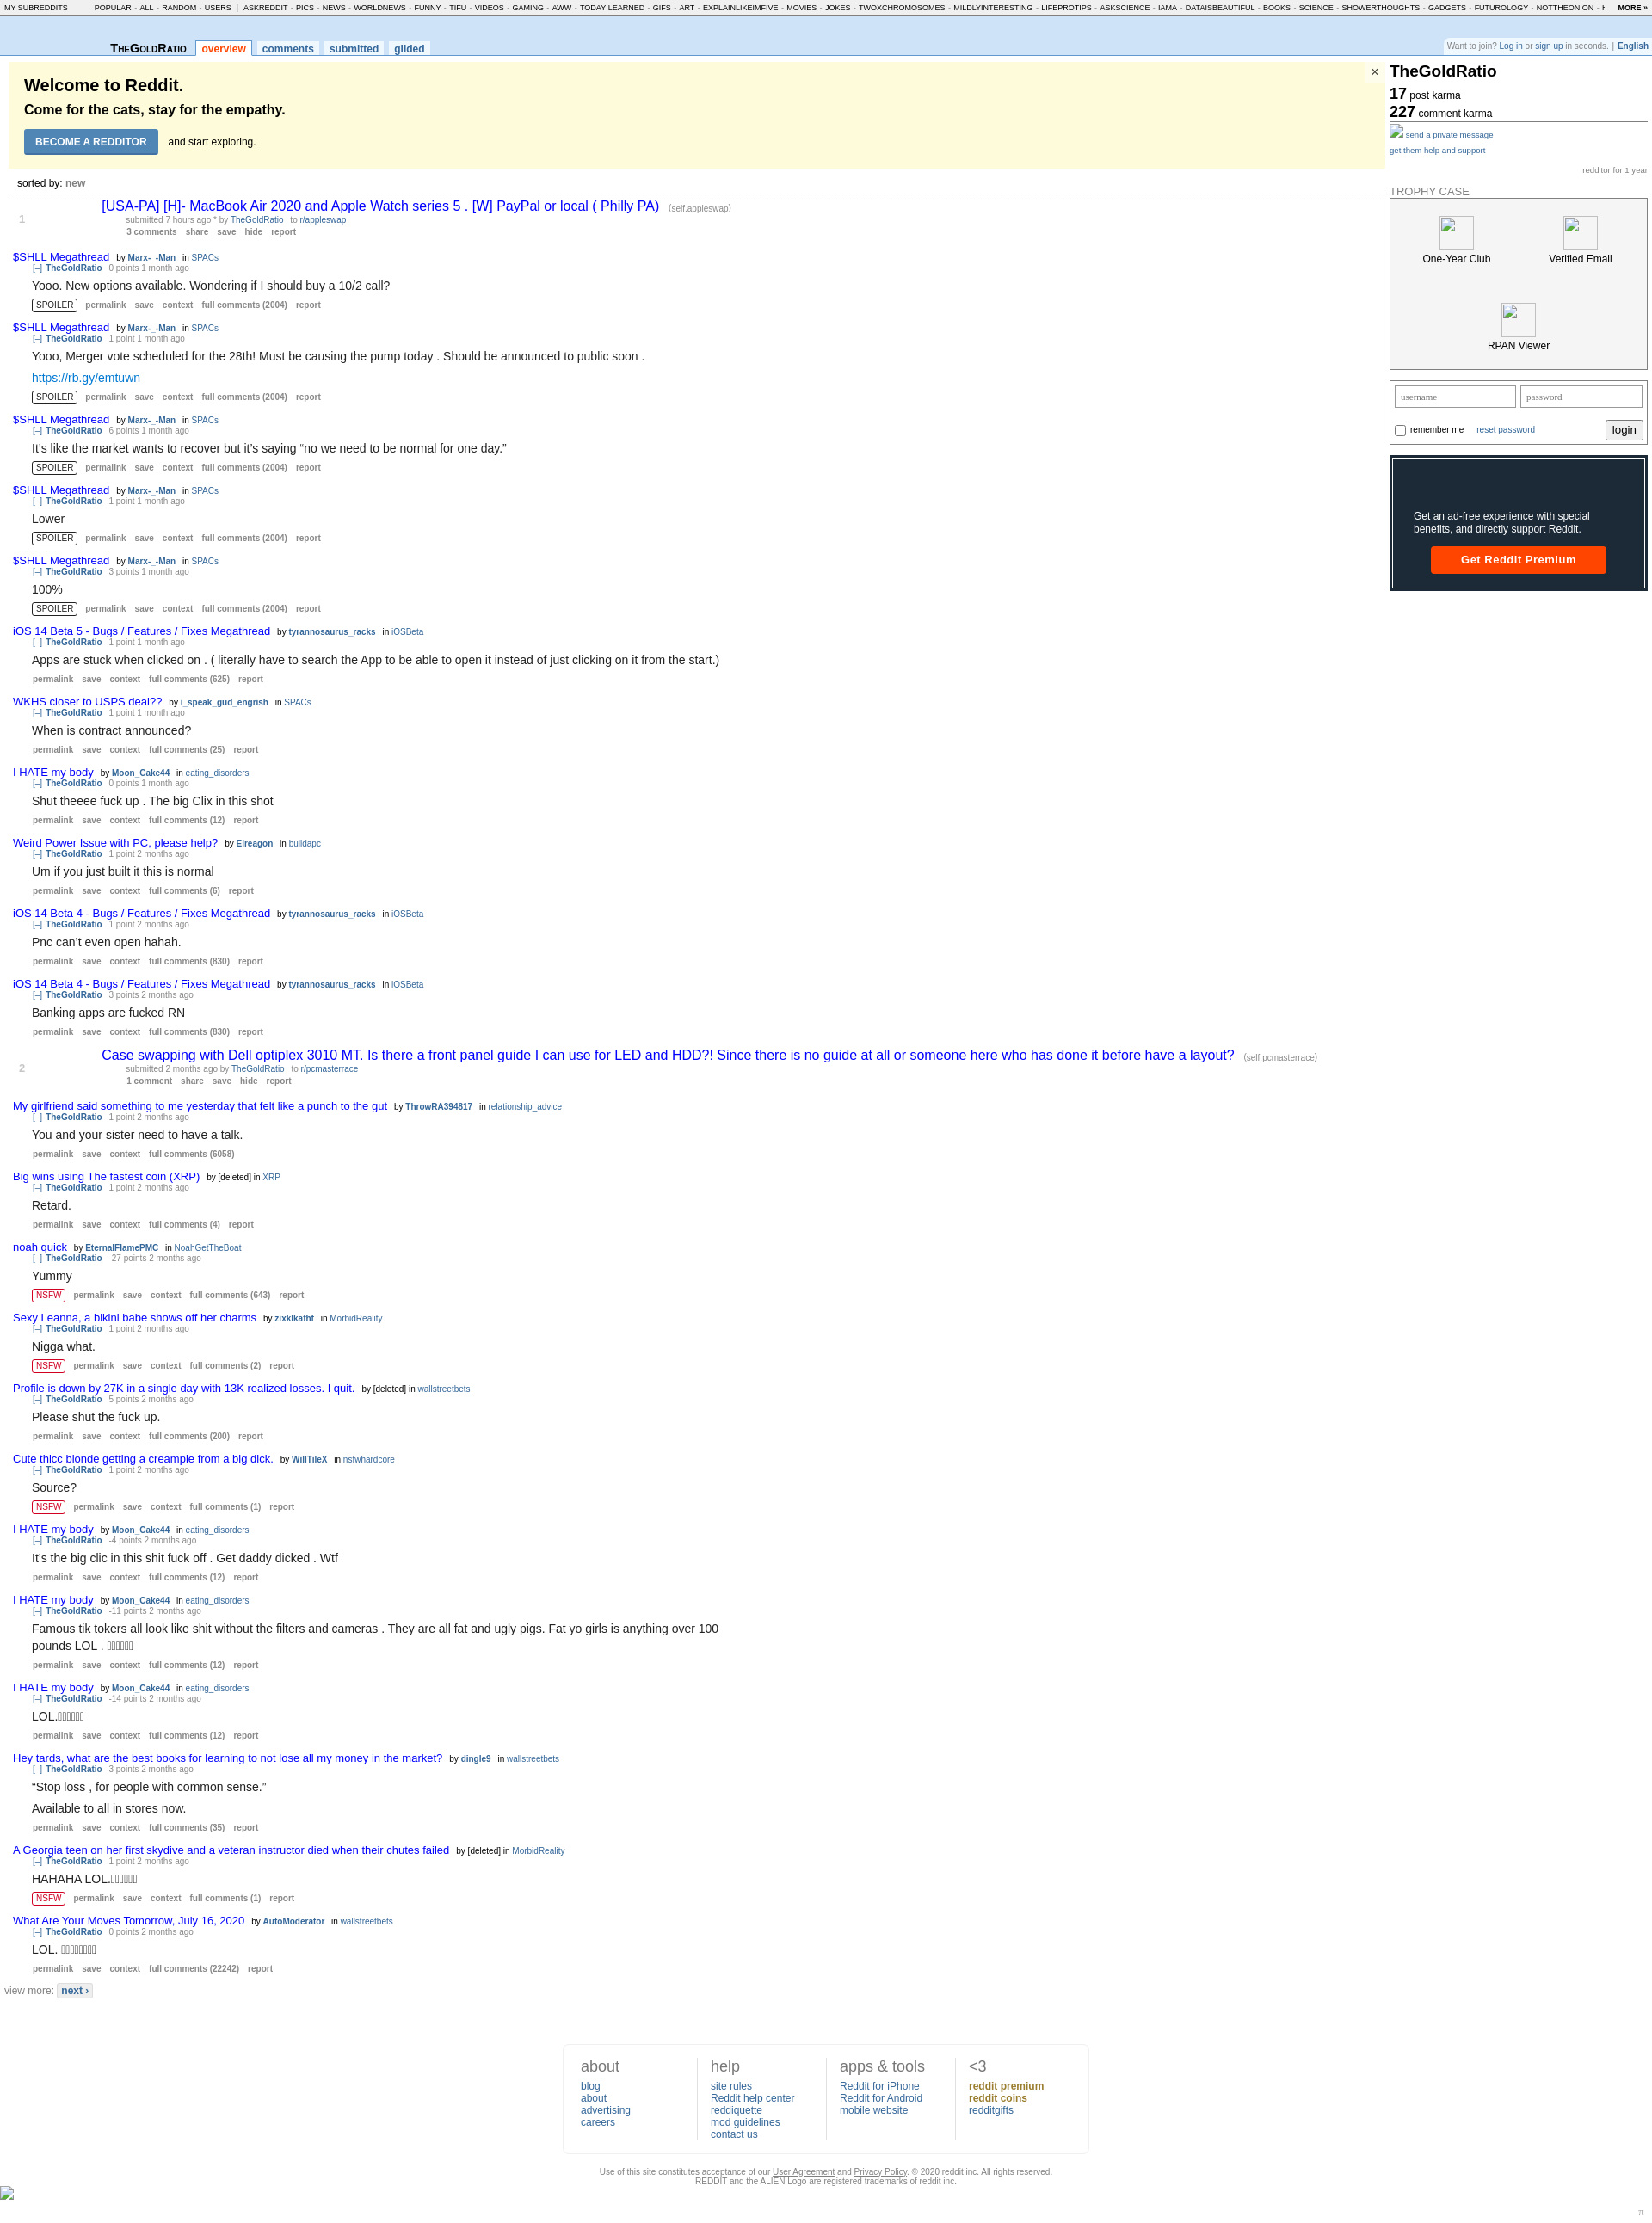 MY SUBREDDITS POPULAR - ALL - RANDOM - USERS | ASKREDDIT - PICS - NEWS - WORLDNEWS - FUNNY - TIFU - VIDEOS - GAMING - AWW - TODAYILEARNED - GIFS - ART - EXPLAINLIKEIMFIVE - MOVIES - JOKES - TWOXCHROMOSOMES - MILDLYINTERESTING - LIFEPROTIPS - ASKSCIENCE - IAMA - DATAISBEAUTIFUL - BOOKS - SCIENCE - SHOWERTHOUGHTS - GADGETS - FUTUROLOGY - NOTTHEONION - MORE »
TheGoldRatio overview comments submitted gilded
Want to join? Log in or sign up in seconds. | English
Welcome to Reddit.
×
Come for the cats, stay for the empathy.
BECOME A REDDITOR and start exploring.
sorted by: new
1
[USA-PA] [H]- MacBook Air 2020 and Apple Watch series 5 . [W] PayPal or local ( Philly PA) (self.appleswap)
submitted 7 hours ago * by TheGoldRatio to r/appleswap
3 comments share save hide report
$SHLL Megathread by Marx-_-Man in SPACs
[–] TheGoldRatio 0 points 1 month ago
Yooo. New options available. Wondering if I should buy a 10/2 call?
SPOILER permalink save context full comments (2004) report
$SHLL Megathread by Marx-_-Man in SPACs
[–] TheGoldRatio 1 point 1 month ago
Yooo, Merger vote scheduled for the 28th! Must be causing the pump today . Should be announced to public soon .
https://rb.gy/emtuwn
SPOILER permalink save context full comments (2004) report
$SHLL Megathread by Marx-_-Man in SPACs
[–] TheGoldRatio 6 points 1 month ago
It's like the market wants to recover but it's saying “no we need to be normal for one day.”
SPOILER permalink save context full comments (2004) report
$SHLL Megathread by Marx-_-Man in SPACs
[–] TheGoldRatio 1 point 1 month ago
Lower
SPOILER permalink save context full comments (2004) report
$SHLL Megathread by Marx-_-Man in SPACs
[–] TheGoldRatio 3 points 1 month ago
100%
SPOILER permalink save context full comments (2004) report
iOS 14 Beta 5 - Bugs / Features / Fixes Megathread by tyrannosaurus_racks in iOSBeta
[–] TheGoldRatio 1 point 1 month ago
Apps are stuck when clicked on . ( literally have to search the App to be able to open it instead of just clicking on it from the start.)
permalink save context full comments (625) report
WKHS closer to USPS deal?? by i_speak_gud_engrish in SPACs
[–] TheGoldRatio 1 point 1 month ago
When is contract announced?
permalink save context full comments (25) report
I HATE my body by Moon_Cake44 in eating_disorders
[–] TheGoldRatio 0 points 1 month ago
Shut theeee fuck up . The big Clix in this shot
permalink save context full comments (12) report
Weird Power Issue with PC, please help? by Eireagon in buildapc
[–] TheGoldRatio 1 point 2 months ago
Um if you just built it this is normal
permalink save context full comments (6) report
iOS 14 Beta 4 - Bugs / Features / Fixes Megathread by tyrannosaurus_racks in iOSBeta
[–] TheGoldRatio 1 point 2 months ago
Pnc can't even open hahah.
permalink save context full comments (830) report
iOS 14 Beta 4 - Bugs / Features / Fixes Megathread by tyrannosaurus_racks in iOSBeta
[–] TheGoldRatio 3 points 2 months ago
Banking apps are fucked RN
permalink save context full comments (830) report
2
Case swapping with Dell optiplex 3010 MT. Is there a front panel guide I can use for LED and HDD?! Since there is no guide at all or someone here who has done it before have a layout? (self.pcmasterrace)
submitted 2 months ago by TheGoldRatio to r/pcmasterrace
1 comment share save hide report
My girlfriend said something to me yesterday that felt like a punch to the gut by ThrowRA394817 in relationship_advice
[–] TheGoldRatio 1 point 2 months ago
You and your sister need to have a talk.
permalink save context full comments (6058)
Big wins using The fastest coin (XRP) by [deleted] in XRP
[–] TheGoldRatio 1 point 2 months ago
Retard.
permalink save context full comments (4) report
noah quick by EternalFlamePMC in NoahGetTheBoat
[–] TheGoldRatio -27 points 2 months ago
Yummy
NSFW permalink save context full comments (643) report
Sexy Leanna, a bikini babe shows off her charms by zixklkafhf in MorbidReality
[–] TheGoldRatio 1 point 2 months ago
Nigga what.
NSFW permalink save context full comments (2) report
Profile is down by 27K in a single day with 13K realized losses. I quit. by [deleted] in wallstreetbets
[–] TheGoldRatio 5 points 2 months ago
Please shut the fuck up.
permalink save context full comments (200) report
Cute thicc blonde getting a creampie from a big dick. by WillTileX in nsfwhardcore
[–] TheGoldRatio 1 point 2 months ago
Source?
NSFW permalink save context full comments (1) report
I HATE my body by Moon_Cake44 in eating_disorders
[–] TheGoldRatio -4 points 2 months ago
It's the big clic in this shit fuck off . Get daddy dicked . Wtf
permalink save context full comments (12) report
I HATE my body by Moon_Cake44 in eating_disorders
[–] TheGoldRatio -11 points 2 months ago
Famous tik tokers all look like shit without the filters and cameras . They are all fat and ugly pigs. Fat yo girls is anything over 100
pounds LOL .
permalink save context full comments (12) report
I HATE my body by Moon_Cake44 in eating_disorders
[–] TheGoldRatio -14 points 2 months ago
LOL.
permalink save context full comments (12) report
Hey tards, what are the best books for learning to not lose all my money in the market? by dingle9 in wallstreetbets
[–] TheGoldRatio 3 points 2 months ago
“Stop loss , for people with common sense.”
Available to all in stores now.
permalink save context full comments (35) report
A Georgia teen on her first skydive and a veteran instructor died when their chutes failed by [deleted] in MorbidReality
[–] TheGoldRatio 1 point 2 months ago
HAHAHA LOL.
NSFW permalink save context full comments (1) report
What Are Your Moves Tomorrow, July 16, 2020 by AutoModerator in wallstreetbets
[–] TheGoldRatio 0 points 2 months ago
LOL.
permalink save context full comments (22242) report
view more: next ›
TheGoldRatio
17 post karma
227 comment karma
send a private message
get them help and support
redditor for 1 year
TROPHY CASE
One-Year Club Verified Email
RPAN Viewer
username password
remember me reset password login
Get an ad-free experience with special
benefits, and directly support Reddit.
Get Reddit Premium
about
blog
about
advertising
careers
help
site rules
Reddit help center
reddiquette
mod guidelines
contact us
apps & tools
Reddit for iPhone
Reddit for Android
mobile website
<3
reddit premium
reddit coins
redditgifts
Use of this site constitutes acceptance of our User Agreement and Privacy Policy. © 2020 reddit inc. All rights reserved.
REDDIT and the ALIEN Logo are registered trademarks of reddit inc.
π